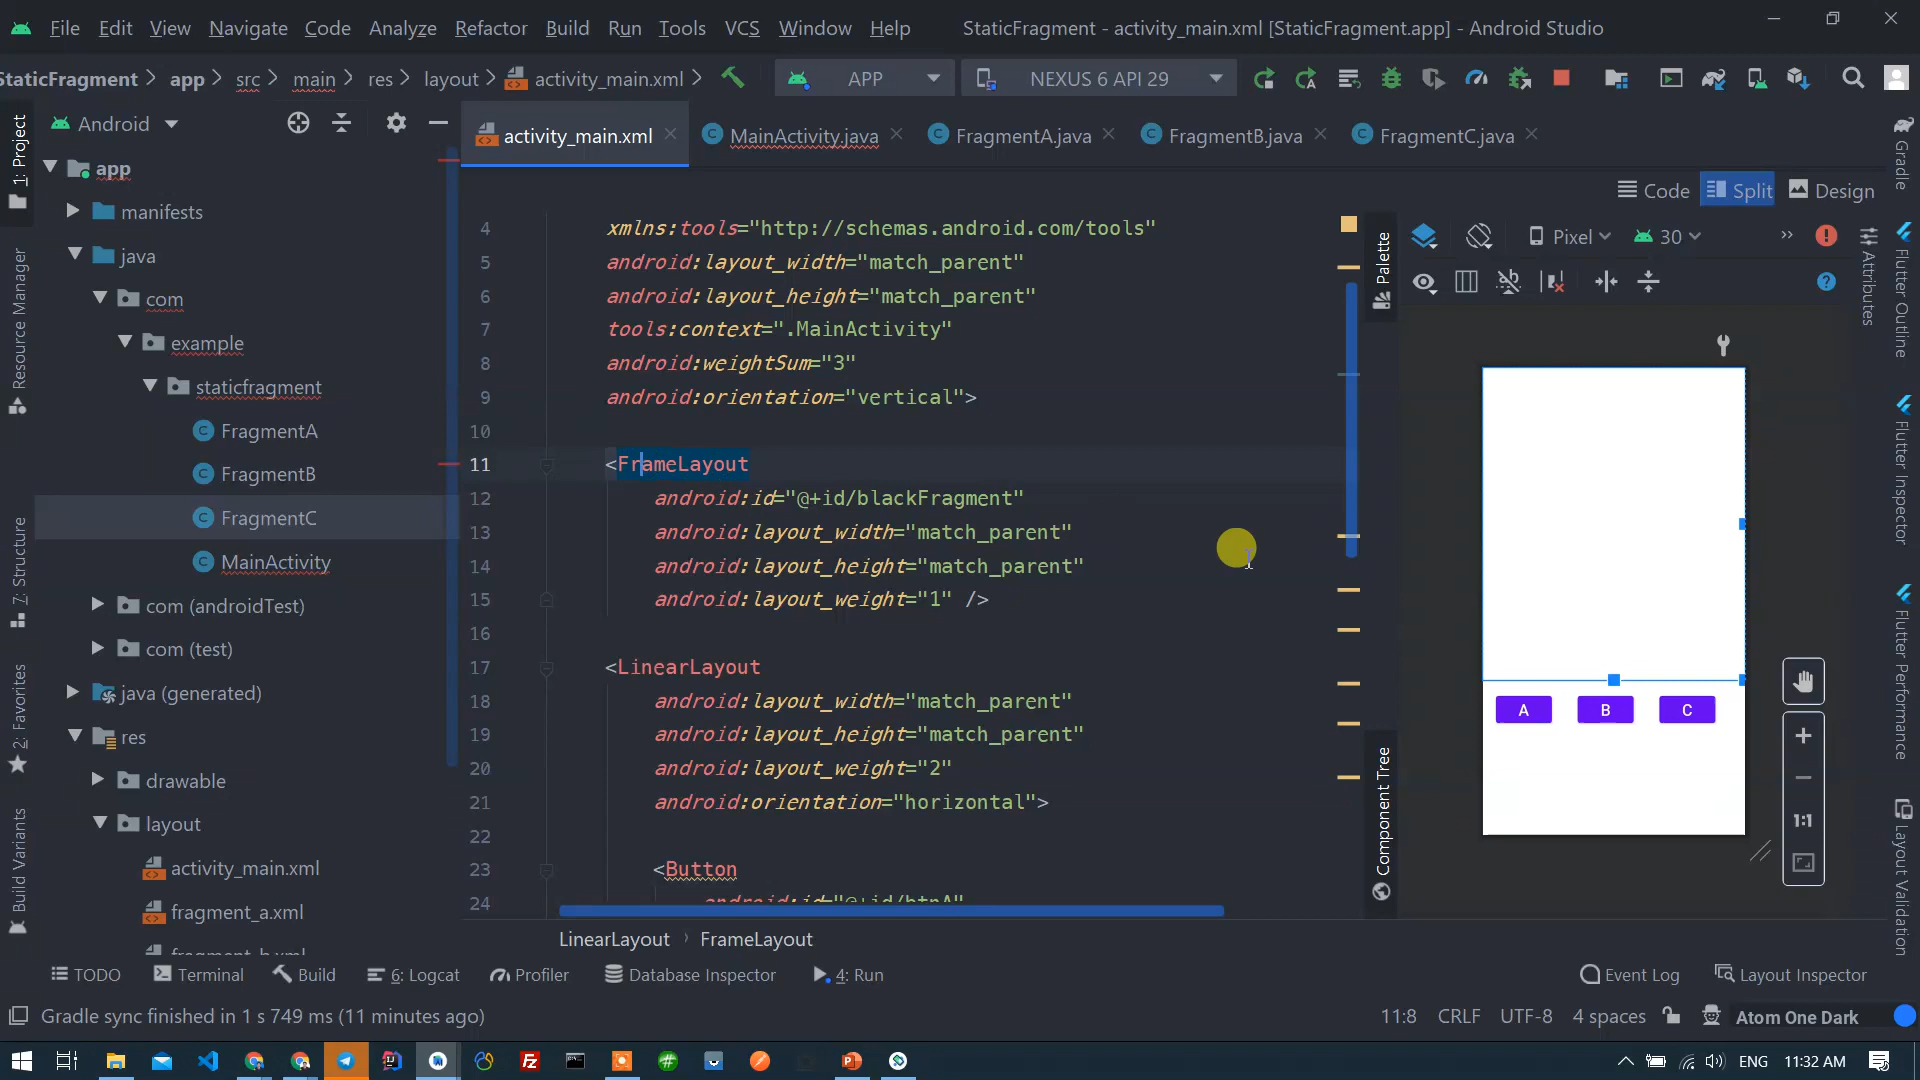 File Edit View Navigate Code Analyze Refactor Build Run Tools VCS Window Help StaticFragment - activity_main.xml [StaticFragment.app] - Android Studio
StaticFragment app src main res layout activity_main.xml APP NEXUS 6 API 29
Android
activity_main.xml MainActivity.java FragmentA.java FragmentB.java FragmentC.java
Code Split Design
1: Project
Resource Manager
7: Structure
2: Favorites
Build Variants
app
manifests
java
com
example
staticfragment
FragmentA
FragmentB
FragmentC
MainActivity
com (androidTest)
com (test)
java (generated)
res
drawable
layout
activity_main.xml
fragment_a.xml
4 xmlns:tools="http://schemas.android.com/tools"
5 android:layout_width="match_parent"
6 android:layout_height="match_parent"
7 tools:context=".MainActivity"
8 android:weightSum="3"
9 android:orientation="vertical">
10
11 <FrameLayout
12 android:id="@+id/blackFragment"
13 android:layout_width="match_parent"
14 android:layout_height="match_parent"
15 android:layout_weight="1" />
16
17 <LinearLayout
18 android:layout_width="match_parent"
19 android:layout_height="match_parent"
20 android:layout_weight="2"
21 android:orientation="horizontal">
22
23 <Button
24 android:id="@+id/btnA"
LinearLayout FrameLayout
Palette
Component Tree
Pixel 30
A B C
1:1
Attributes
Gradle
Flutter Outline
Flutter Inspector
Flutter Performance
Layout Validation
TODO Terminal Build 6: Logcat Profiler Database Inspector 4: Run Event Log Layout Inspector
Gradle sync finished in 1 s 749 ms (11 minutes ago) 11:8 CRLF UTF-8 4 spaces Atom One Dark
ENG 11:32 AM